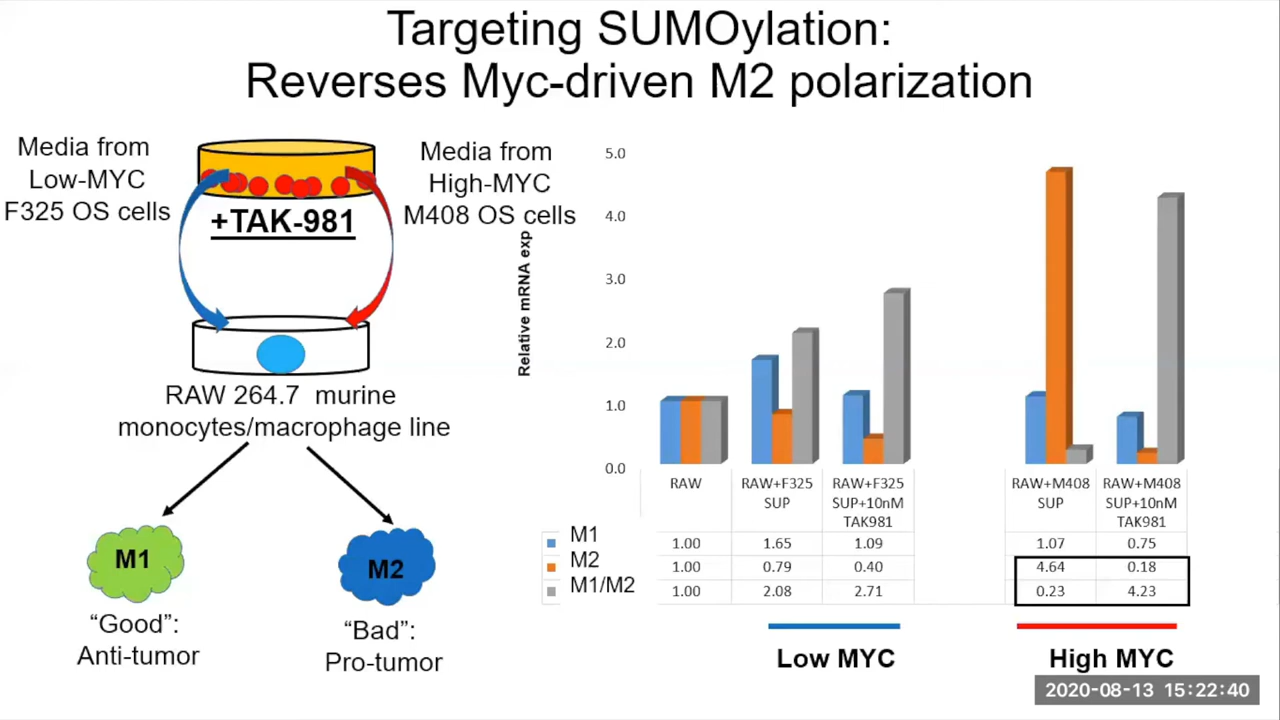 Targeting SUMOylation:
Reverses Myc-driven M2 polarization
Media from
Low-MYC
F325 OS cells
+TAK-981
Media from
High-MYC
M408 OS cells
RAW 264.7  murine
monocytes/macrophage line
M1
M2
“Good”:
Anti-tumor
“Bad”:
Pro-tumor
Relative mRNA exp
5.0
4.0
3.0
2.0
1.0
0.0
RAW
RAW+F325
SUP
RAW+F325
SUP+10nM
TAK981
RAW+M408
SUP
RAW+M408
SUP+10nM
TAK981
M1 1.00 1.65 1.09 1.07 0.75
M2 1.00 0.79 0.40 4.64 0.18
M1/M2 1.00 2.08 2.71 0.23 4.23
Low MYC
High MYC
2020-08-13 15:22:40